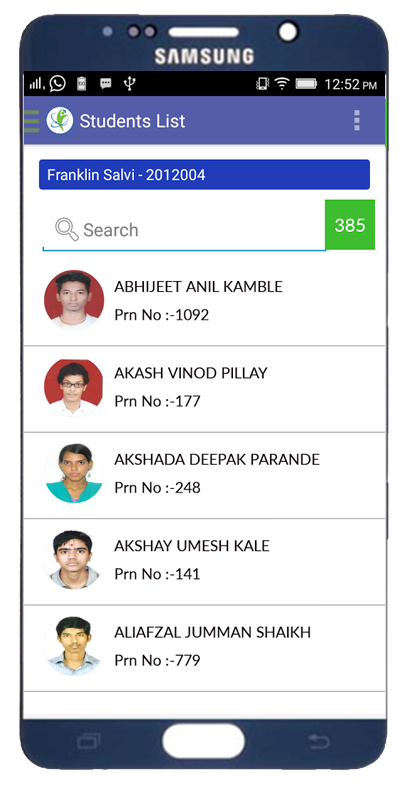 SAMSUNG
12:52 PM
Students List
Franklin Salvi - 2012004
Search
385
ABHIJEET ANIL KAMBLE
Prn No :-1092
AKASH VINOD PILLAY
Prn No :-177
AKSHADA DEEPAK PARANDE
Prn No :-248
AKSHAY UMESH KALE
Prn No :-141
ALIAFZAL JUMMAN SHAIKH
Prn No :-779